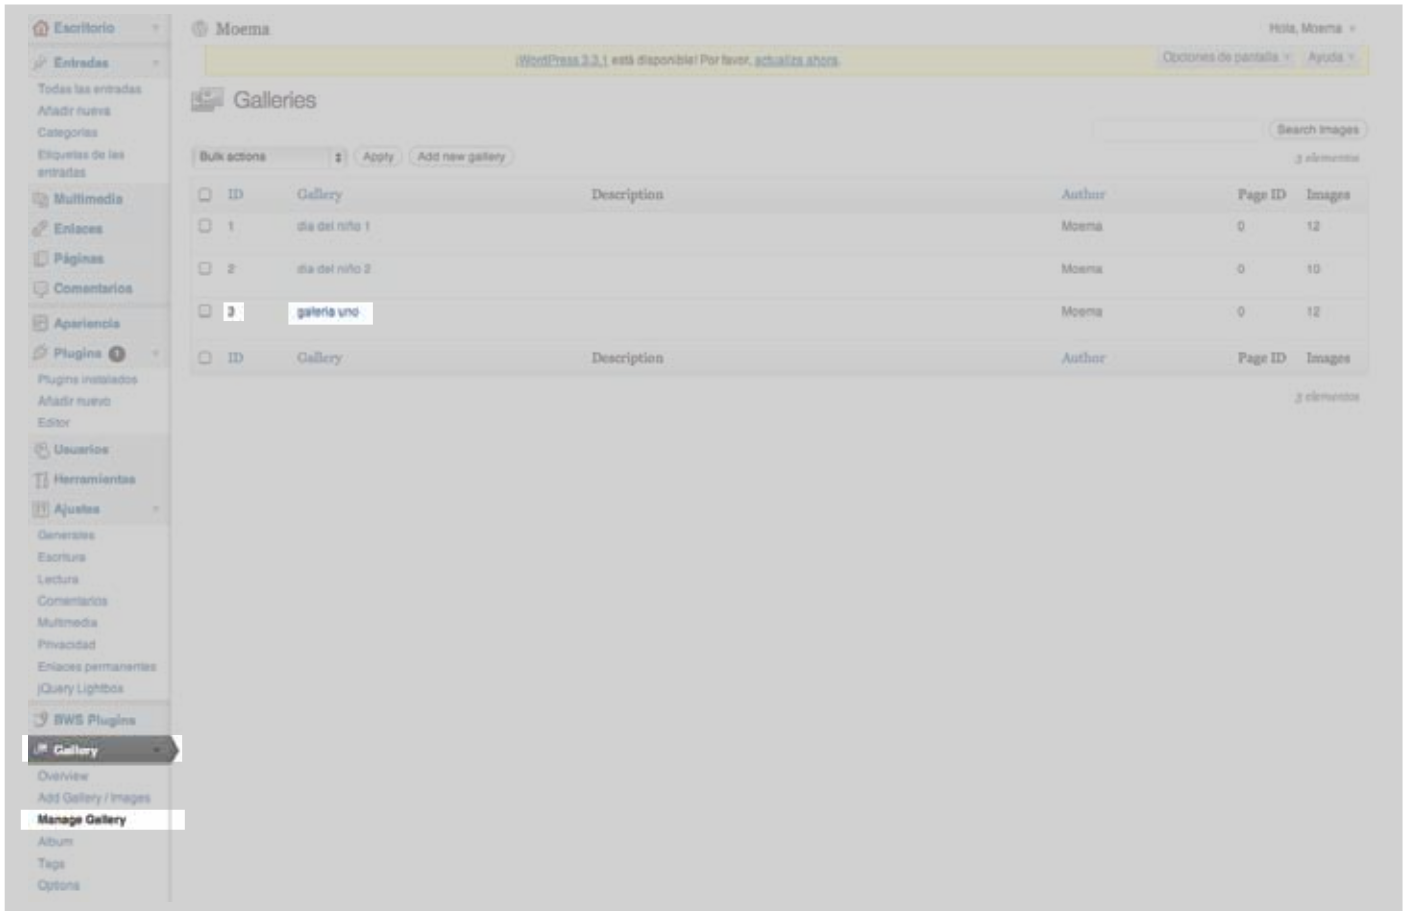 Escritorio
Moema
Hola, Moema
Entradas
¡WordPress 3.3.1 está disponible! Por favor, actualiza ahora.
Opciones de pantalla
Ayuda
Todas las entradas
Añadir nueva
Categorías
Etiquetas de las
entradas
Galleries
Search Images
Bulk actions
Apply
Add new gallery
3 elementos
Multimedia
Enlaces
Páginas
Comentarios
Apariencia
Plugins 1
Plugins instalados
Añadir nuevo
Editor
Usuarios
Herramientas
Ajustes
Generales
Escritura
Lectura
Comentarios
Multimedia
Privacidad
Enlaces permanentes
jQuery Lightbox
BWS Plugins
Gallery
Overview
Add Gallery / Images
Manage Gallery
Album
Tags
Options
ID Gallery Description Author Page ID Images
1 dia del niño 1 Moema 0 12
2 dia del niño 2 Moema 0 10
3 galeria uno Moema 0 12
ID Gallery Description Author Page ID Images
3 elementos